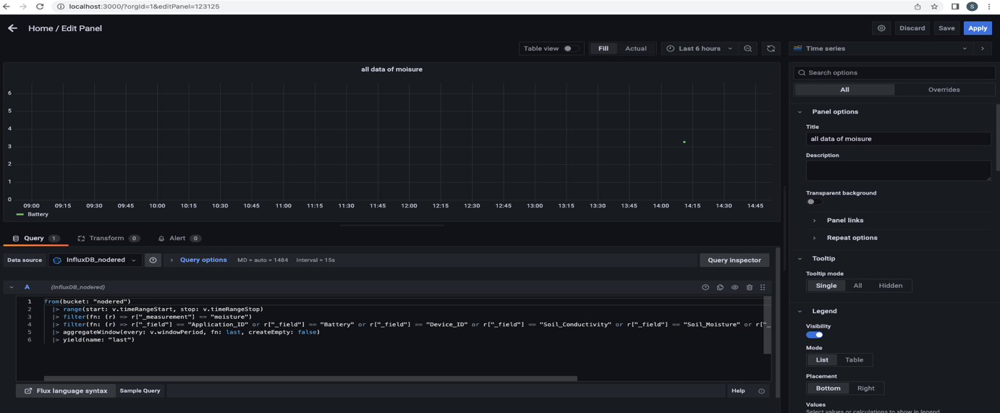 localhost:3000/?orgId=1&editPanel=123125
S
Home / Edit Panel
Discard
Save
Apply
Table view
Fill
Actual
Last 6 hours
Time series
all data of moisure
6
5
4
3
2
1
0
09:00 09:15 09:30 09:45 10:00 10:15 10:30 10:45 11:00 11:15 11:30 11:45 12:00 12:15 12:30 12:45 13:00 13:15 13:30 13:45 14:00 14:15 14:30 14:45
Battery
Search options
All
Overrides
Panel options
Title
all data of moisure
Description
Transparent background
Panel links
Repeat options
Tooltip
Tooltip mode
Single All Hidden
Legend
Visibility
Mode
List Table
Placement
Bottom Right
Values
Select values or calculations to show in legend
Query 1
Transform 0
Alert 0
Data source
InfluxDB_nodered
Query options
MD = auto = 1484
Interval = 15s
Query inspector
A
(InfluxDB_nodered)
1 from(bucket: "nodered")
2 |> range(start: v.timeRangeStart, stop: v.timeRangeStop)
3 |> filter(fn: (r) => r["_measurement"] == "moisture")
4 |> filter(fn: (r) => r["_field"] == "Application_ID" or r["_field"] == "Battery" or r["_field"] == "Device_ID" or r["_field"] == "Soil_Conductivity" or r["_field"] == "Soil_Moisture" or r["_
5 |> aggregateWindow(every: v.windowPeriod, fn: last, createEmpty: false)
6 |> yield(name: "last")
Flux language syntax
Sample Query
Help